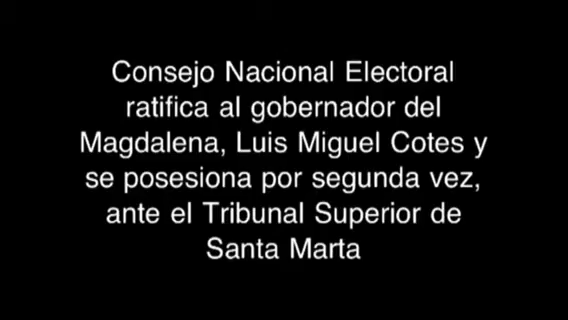 Consejo Nacional Electoral
ratifica al gobernador del
Magdalena, Luis Miguel Cotes y
se posesiona por segunda vez,
ante el Tribunal Superior de
Santa Marta